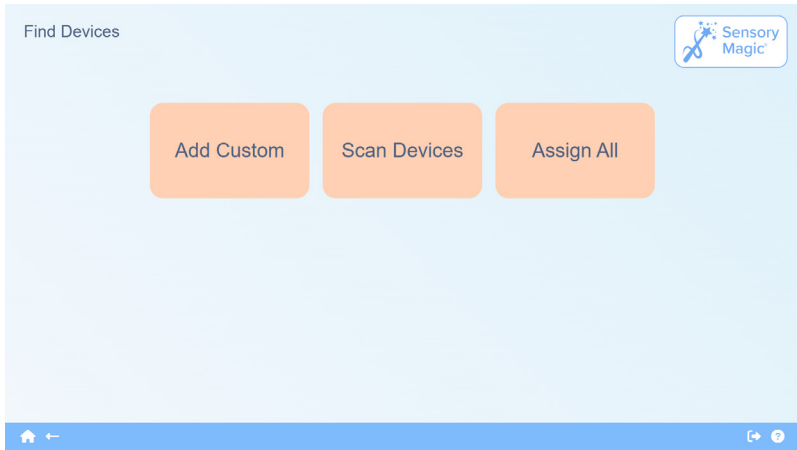 Find Devices
Sensory
Magic
Add Custom
Scan Devices
Assign All
?